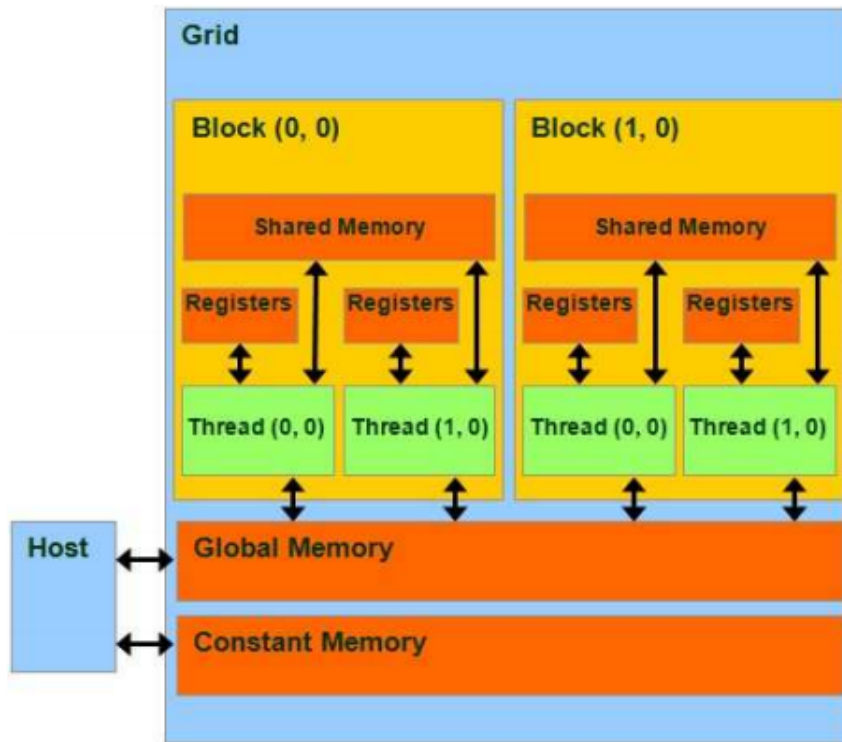 Grid
Block (0, 0)
Block (1, 0)
Shared Memory
Shared Memory
Registers
Registers
Registers
Registers
Thread (0, 0)
Thread (1, 0)
Thread (0, 0)
Thread (1, 0)
Host
Global Memory
Constant Memory